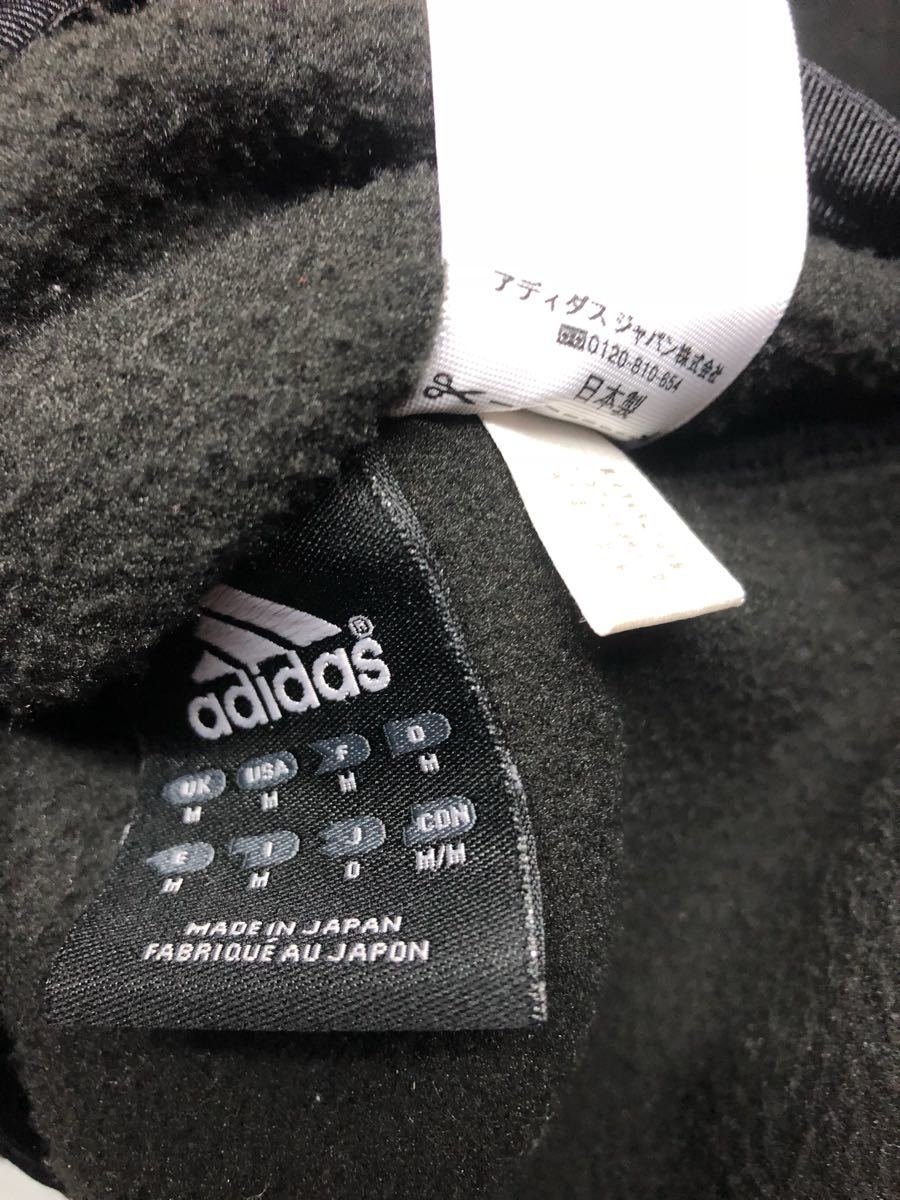 アディダス ジャパン株式会社
0120-810-654
日本製
adidas®
UK USA F D
M M M M
E I J CDN
M M O M/M
MADE IN JAPAN
FABRIQUÉ AU JAPON